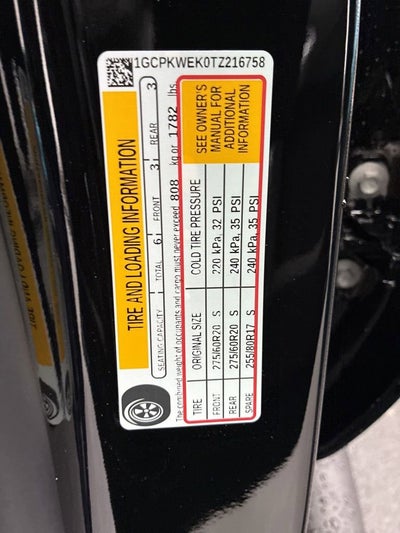 1GCPKWEK0TZ216758
TIRE AND LOADING INFORMATION
SEATING CAPACITY TOTAL 6 FRONT 3 REAR 3
The combined weight of occupants and cargo must never exceed 808 kg or 1782 lbs
TIRE ORIGINAL SIZE COLD TIRE PRESSURE
FRONT 275/60R20 S 220 kPa, 32 PSI
REAR 275/60R20 S 240 kPa, 35 PSI
SPARE 255/80R17 S 240 kPa, 35 PSI
SEE OWNER'S
MANUAL FOR
ADDITIONAL
INFORMATION